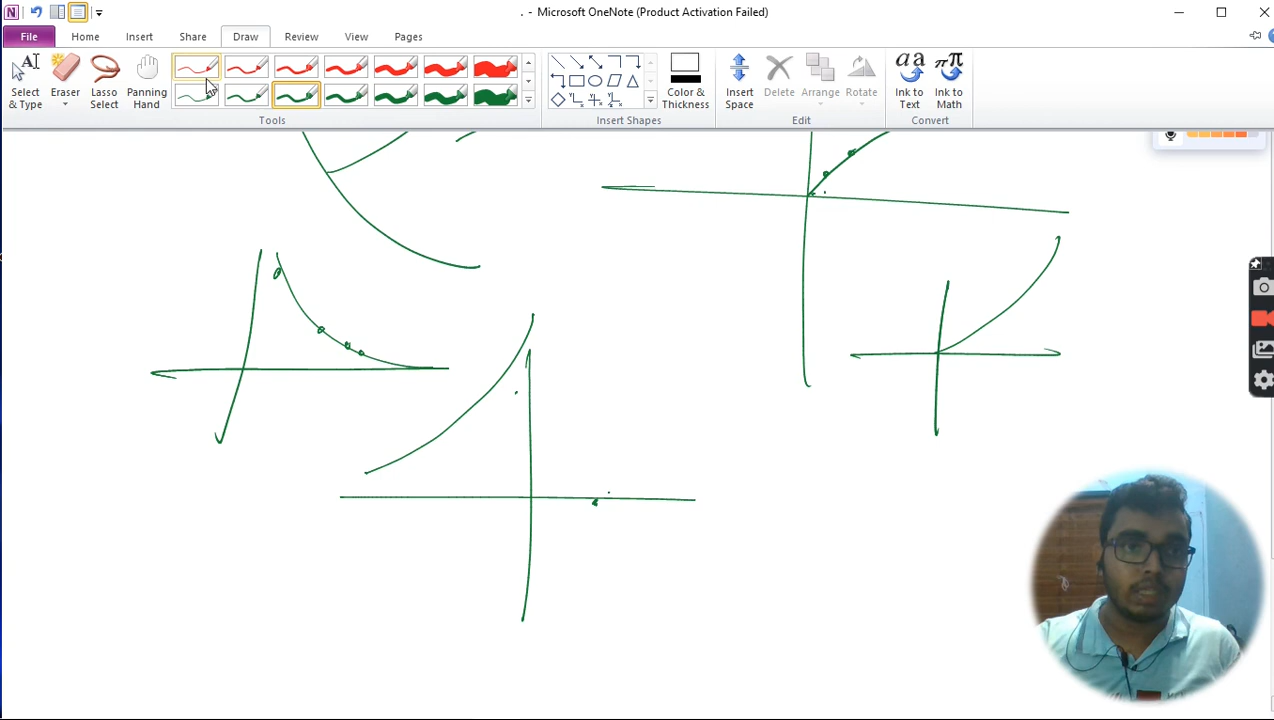 . - Microsoft OneNote (Product Activation Failed)
File Home Insert Share Draw Review View Pages
Select & Type
Eraser
Lasso Select
Panning Hand
Color & Thickness
Insert Space
Delete
Arrange
Rotate
Ink to Text
Ink to Math
Tools
Insert Shapes
Edit
Convert